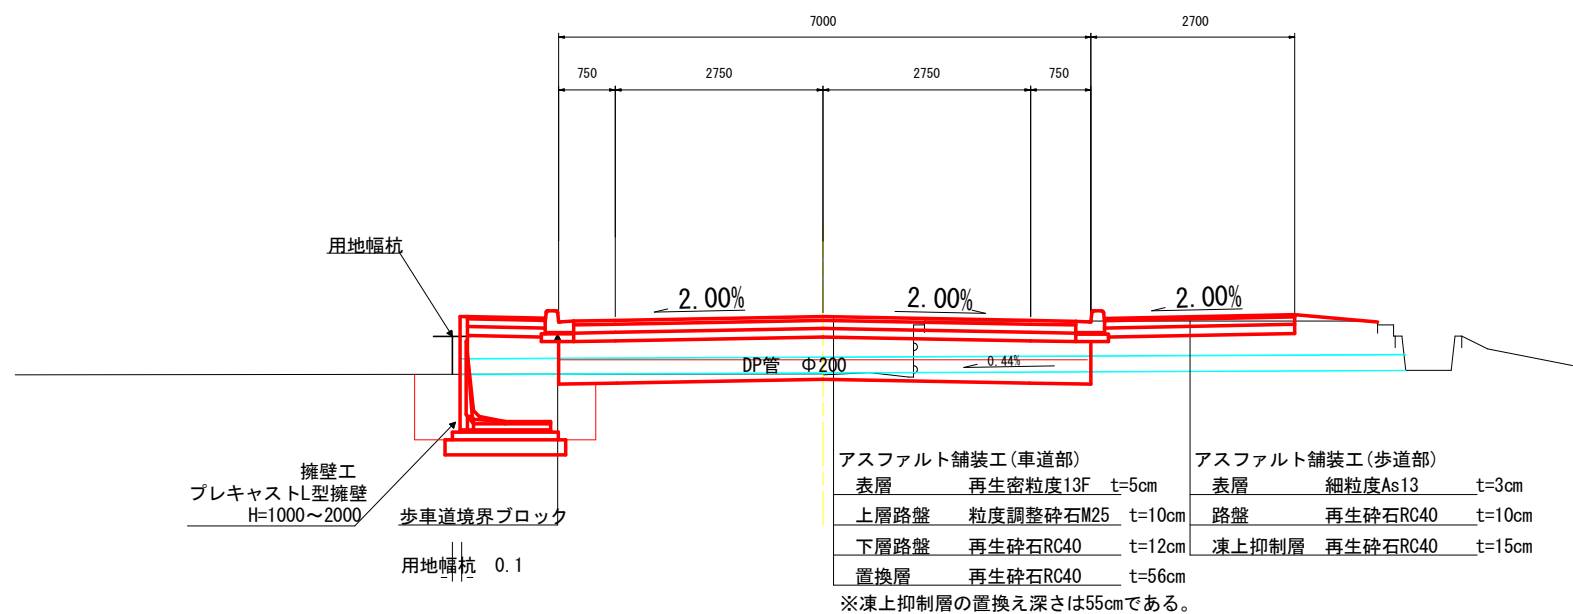 7000
2700
750
2750
2750
750
用地幅杭
2.00%
2.00%
2.00%
DP管 Φ200
0.44%
擁壁工
プレキャストL型擁壁
H=1000～2000
歩車道境界ブロック
用地幅杭 0.1
アスファルト舗装工(車道部)
表層 再生密粒度13F t=5cm
上層路盤 粒度調整砕石M25 t=10cm
下層路盤 再生砕石RC40 t=12cm
置換層 再生砕石RC40 t=56cm
※凍上抑制層の置換え深さは55cmである。
アスファルト舗装工(歩道部)
表層 細粒度As13 t=3cm
路盤 再生砕石RC40 t=10cm
凍上抑制層 再生砕石RC40 t=15cm